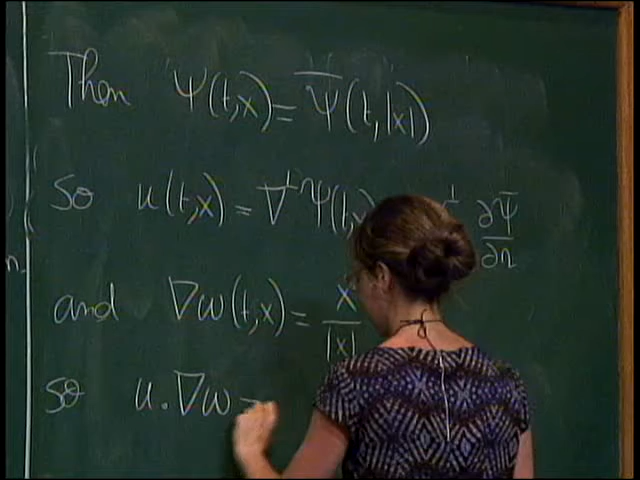 Then Ψ(t,x) = Ψ̄(t,|x|)
So u(t,x) = ∇^⊥ Ψ(t,x) ⊥ ∂Ψ̄/∂r
and ∇ω(t,x) = x/|x|
so u·∇ω =